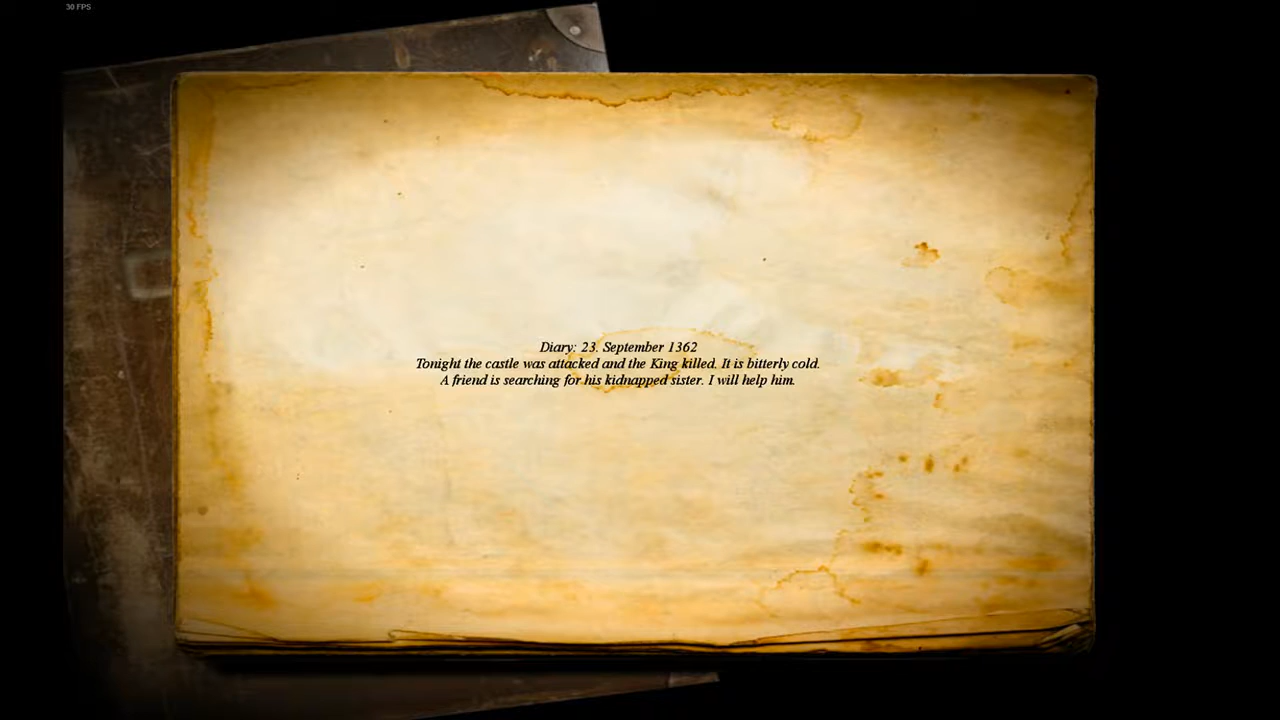 30 FPS
Diary: 23. September 1362
Tonight the castle was attacked and the King killed. It is bitterly cold.
A friend is searching for his kidnapped sister. I will help him.